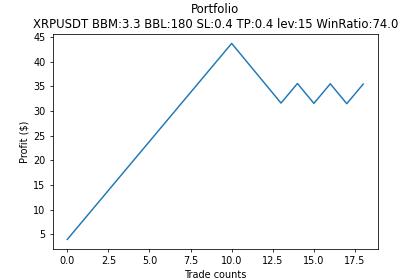 Portfolio
XRPUSDT BBM:3.3 BBL:180 SL:0.4 TP:0.4 lev:15 WinRatio:74.0
45
40
35
30
25
20
15
10
5
Profit ($)
0.0 2.5 5.0 7.5 10.0 12.5 15.0 17.5
Trade counts